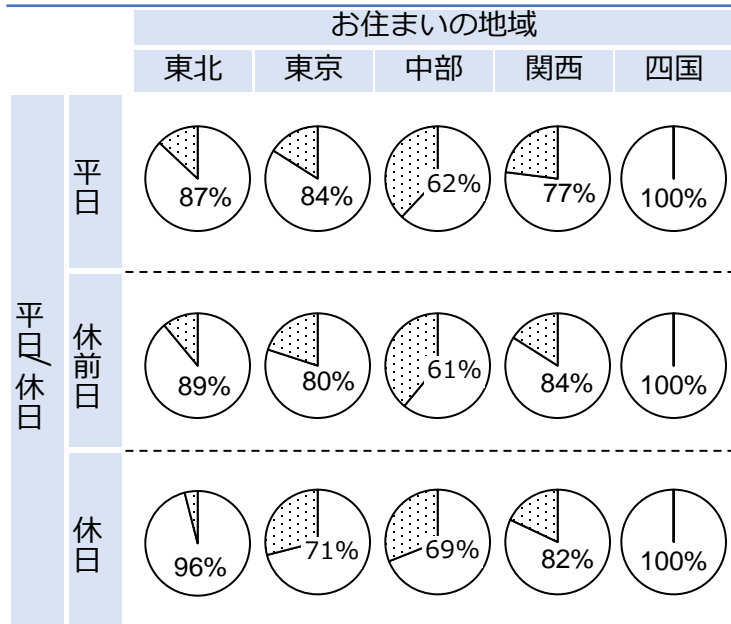 お住まいの地域
東北 東京 中部 関西 四国
平日/休日
平日
87% 84% 62% 77% 100%
休前日
89% 80% 61% 84% 100%
休日
96% 71% 69% 82% 100%